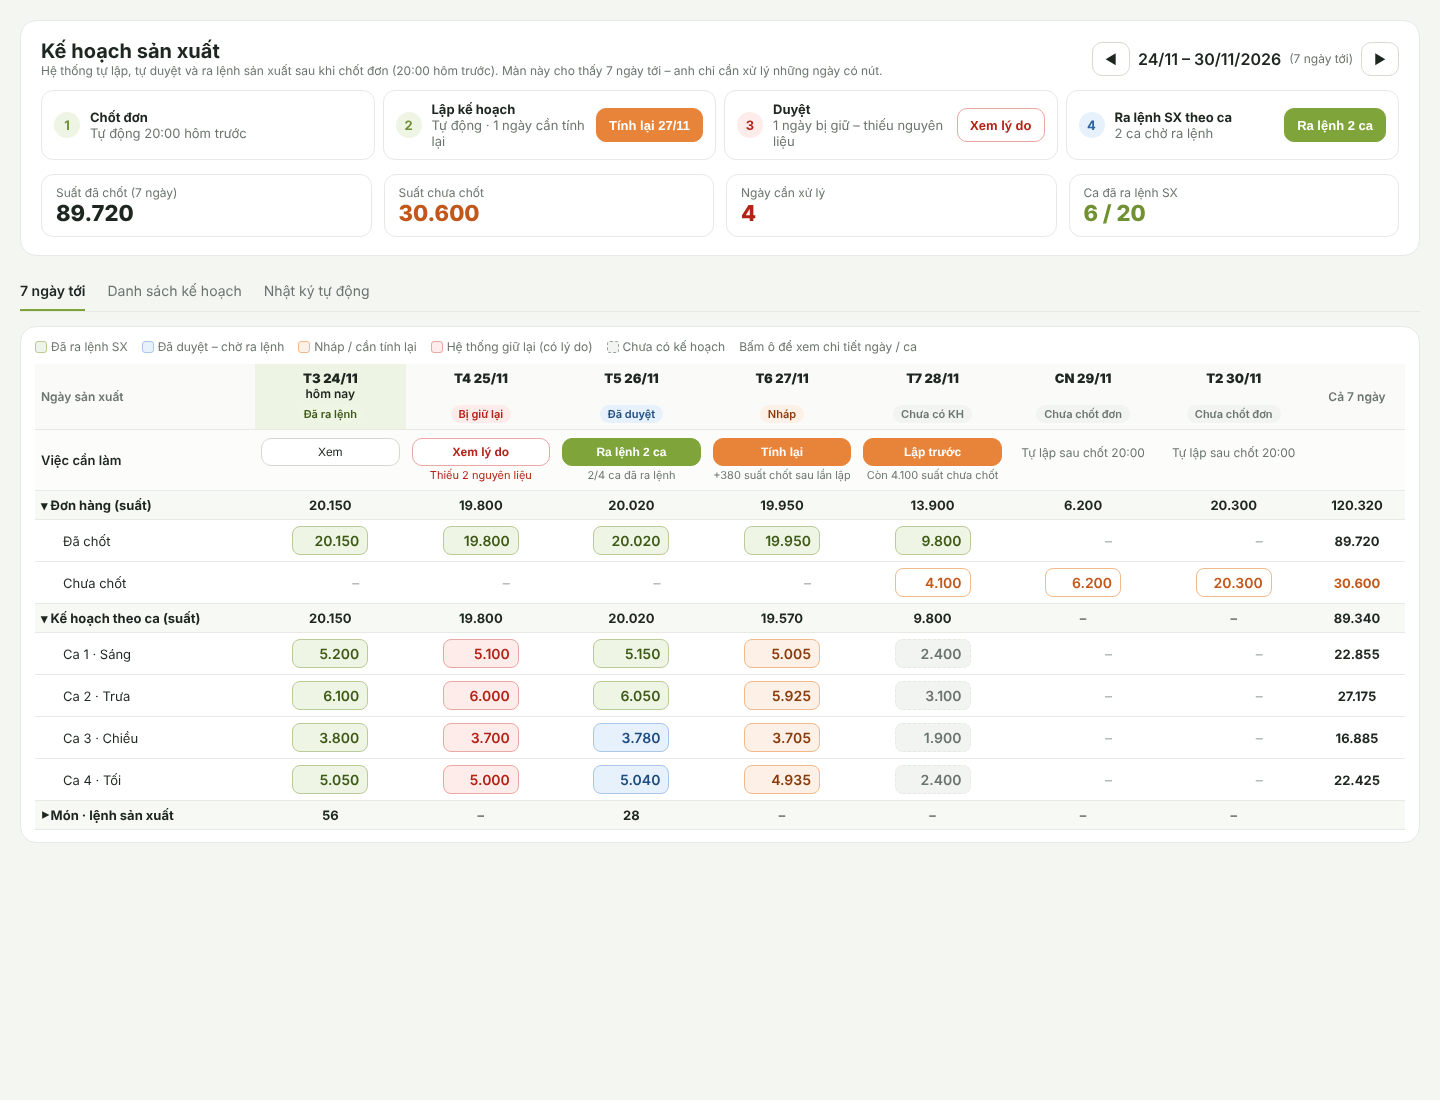 Kế hoạch sản xuất
Hệ thống tự lập, tự duyệt và ra lệnh sản xuất sau khi chốt đơn (20:00 hôm trước). Màn này cho thấy 7 ngày tới – anh chỉ cần xử lý những ngày có nút.
◀ 24/11 – 30/11/2026 (7 ngày tới) ▶
1 Chốt đơn
Tự động 20:00 hôm trước
2 Lập kế hoạch
Tự động · 1 ngày cần tính lại
Tính lại 27/11
3 Duyệt
1 ngày bị giữ – thiếu nguyên liệu
Xem lý do
4 Ra lệnh SX theo ca
2 ca chờ ra lệnh
Ra lệnh 2 ca
Suất đã chốt (7 ngày)
89.720
Suất chưa chốt
30.600
Ngày cần xử lý
4
Ca đã ra lệnh SX
6 / 20
7 ngày tới Danh sách kế hoạch Nhật ký tự động
Đã ra lệnh SX Đã duyệt – chờ ra lệnh Nháp / cần tính lại Hệ thống giữ lại (có lý do) Chưa có kế hoạch Bấm ô để xem chi tiết ngày / ca
Ngày sản xuất T3 24/11 T4 25/11 T5 26/11 T6 27/11 T7 28/11 CN 29/11 T2 30/11 Cả 7 ngày
hôm nay
Đã ra lệnh Bị giữ lại Đã duyệt Nháp Chưa có KH Chưa chốt đơn Chưa chốt đơn
Việc cần làm Xem Xem lý do Ra lệnh 2 ca Tính lại Lập trước Tự lập sau chốt 20:00 Tự lập sau chốt 20:00
Thiếu 2 nguyên liệu 2/4 ca đã ra lệnh +380 suất chốt sau lần lập Còn 4.100 suất chưa chốt
▾ Đơn hàng (suất) 20.150 19.800 20.020 19.950 13.900 6.200 20.300 120.320
Đã chốt 20.150 19.800 20.020 19.950 9.800 – – 89.720
Chưa chốt – – – – 4.100 6.200 20.300 30.600
▾ Kế hoạch theo ca (suất) 20.150 19.800 20.020 19.570 9.800 – – 89.340
Ca 1 · Sáng 5.200 5.100 5.150 5.005 2.400 – – 22.855
Ca 2 · Trưa 6.100 6.000 6.050 5.925 3.100 – – 27.175
Ca 3 · Chiều 3.800 3.700 3.780 3.705 1.900 – – 16.885
Ca 4 · Tối 5.050 5.000 5.040 4.935 2.400 – – 22.425
▸ Món · lệnh sản xuất 56 – 28 – – – –